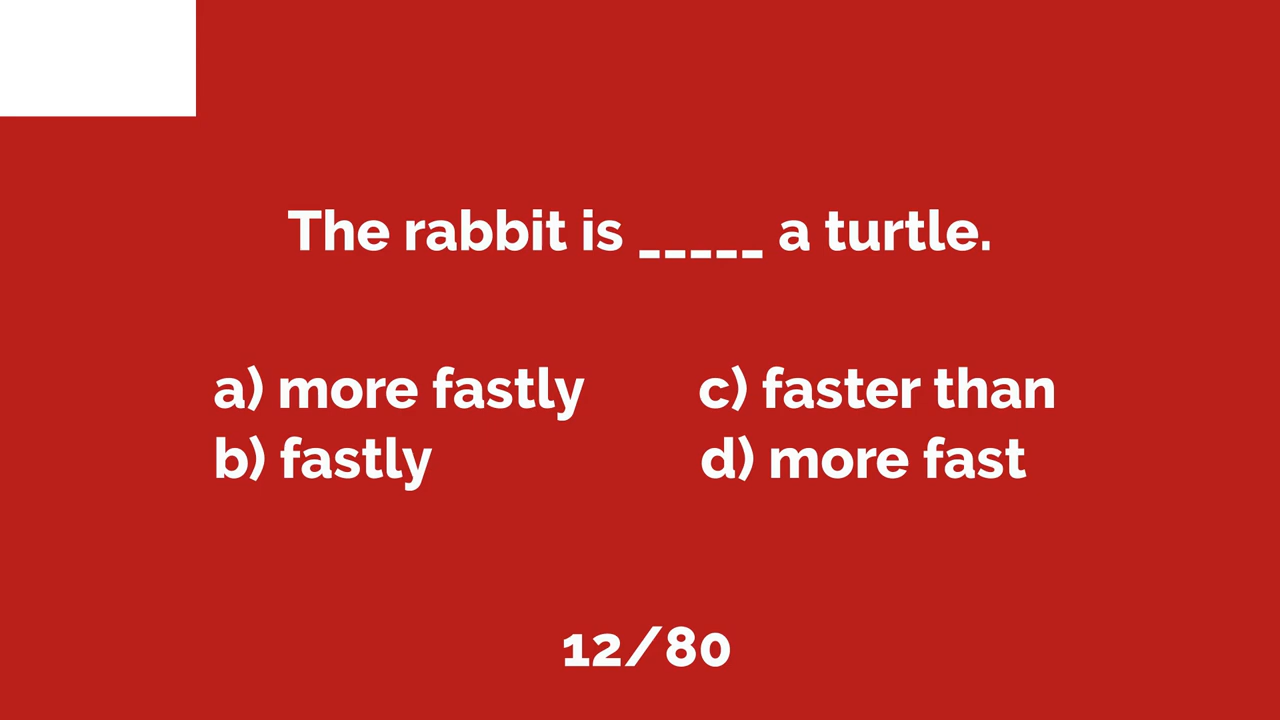 The rabbit is _____ a turtle.
a) more fastly
b) fastly
c) faster than
d) more fast
12/80